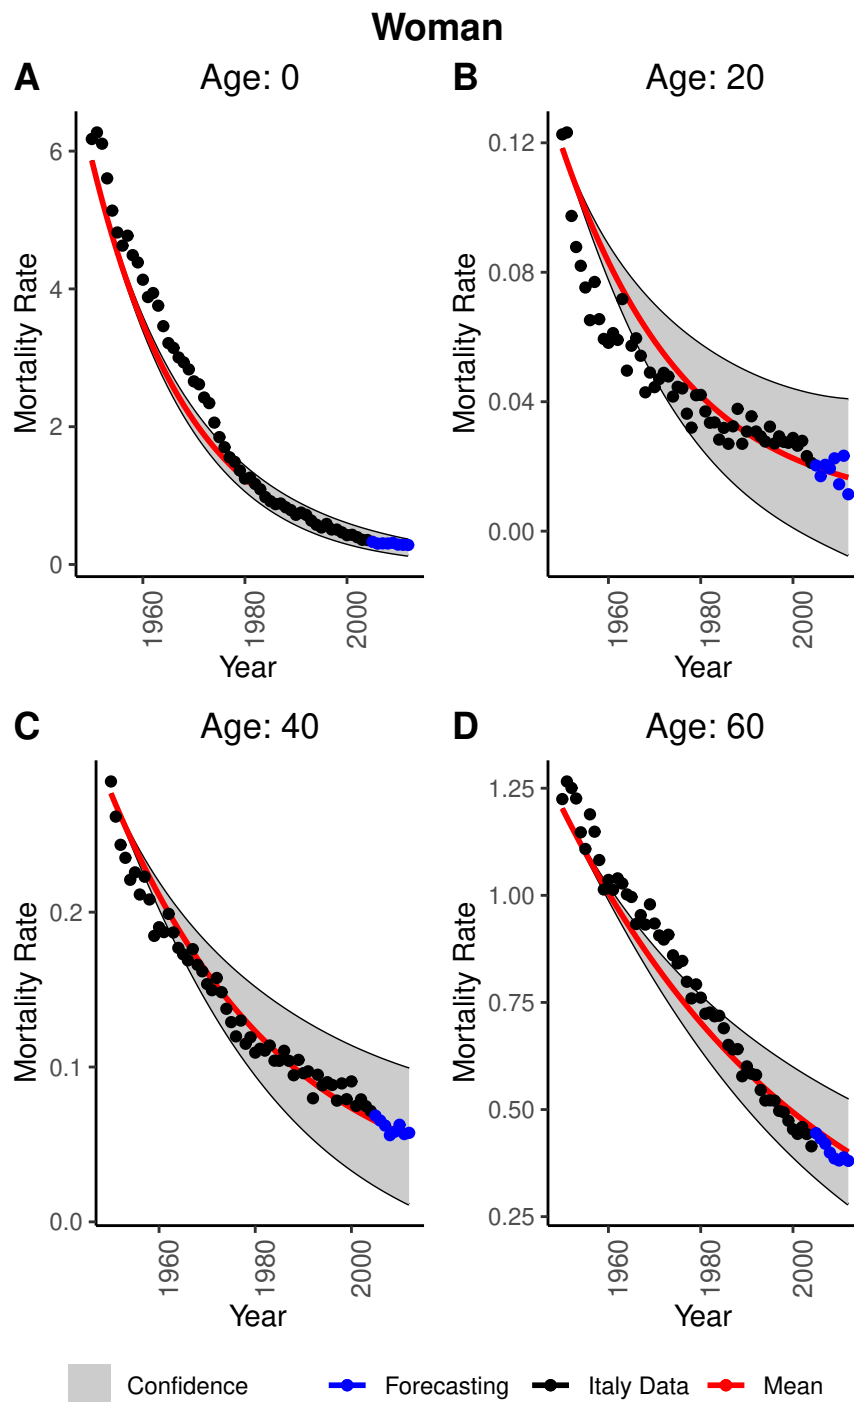 Woman
A
Age: 0
Mortality Rate
6
4
2
0
1960
1980
2000
Year
B
Age: 20
Mortality Rate
0.12
0.08
0.04
0.00
1960
1980
2000
Year
C
Age: 40
Mortality Rate
0.2
0.1
0.0
1960
1980
2000
Year
D
Age: 60
Mortality Rate
1.25
1.00
0.75
0.50
0.25
1960
1980
2000
Year
Confidence
Forecasting
Italy Data
Mean